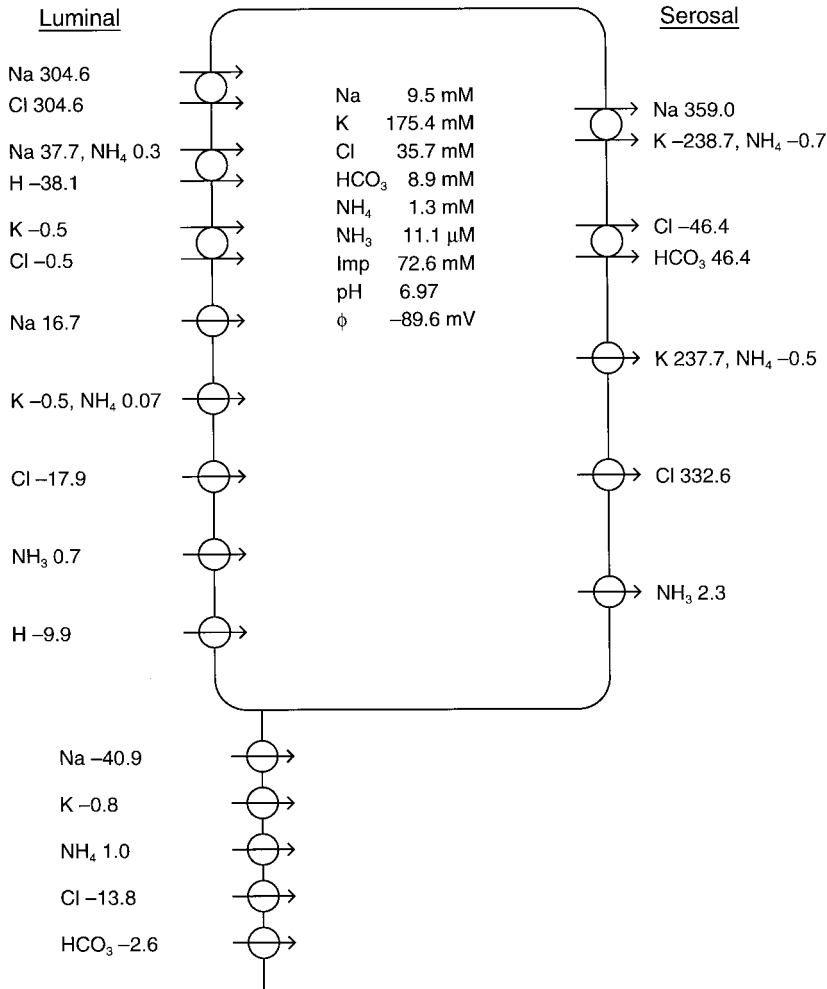 Luminal
Serosal
Na 304.6
Cl 304.6
Na 37.7, NH₄ 0.3
H –38.1
K –0.5
Cl –0.5
Na 16.7
K –0.5, NH₄ 0.07
Cl –17.9
NH₃ 0.7
H –9.9
Na 9.5 mM
K 175.4 mM
Cl 35.7 mM
HCO₃ 8.9 mM
NH₄ 1.3 mM
NH₃ 11.1 μM
Imp 72.6 mM
pH 6.97
ϕ –89.6 mV
Na 359.0
K –238.7, NH₄ –0.7
Cl –46.4
HCO₃ 46.4
K 237.7, NH₄ –0.5
Cl 332.6
NH₃ 2.3
Na –40.9
K –0.8
NH₄ 1.0
Cl –13.8
HCO₃ –2.6